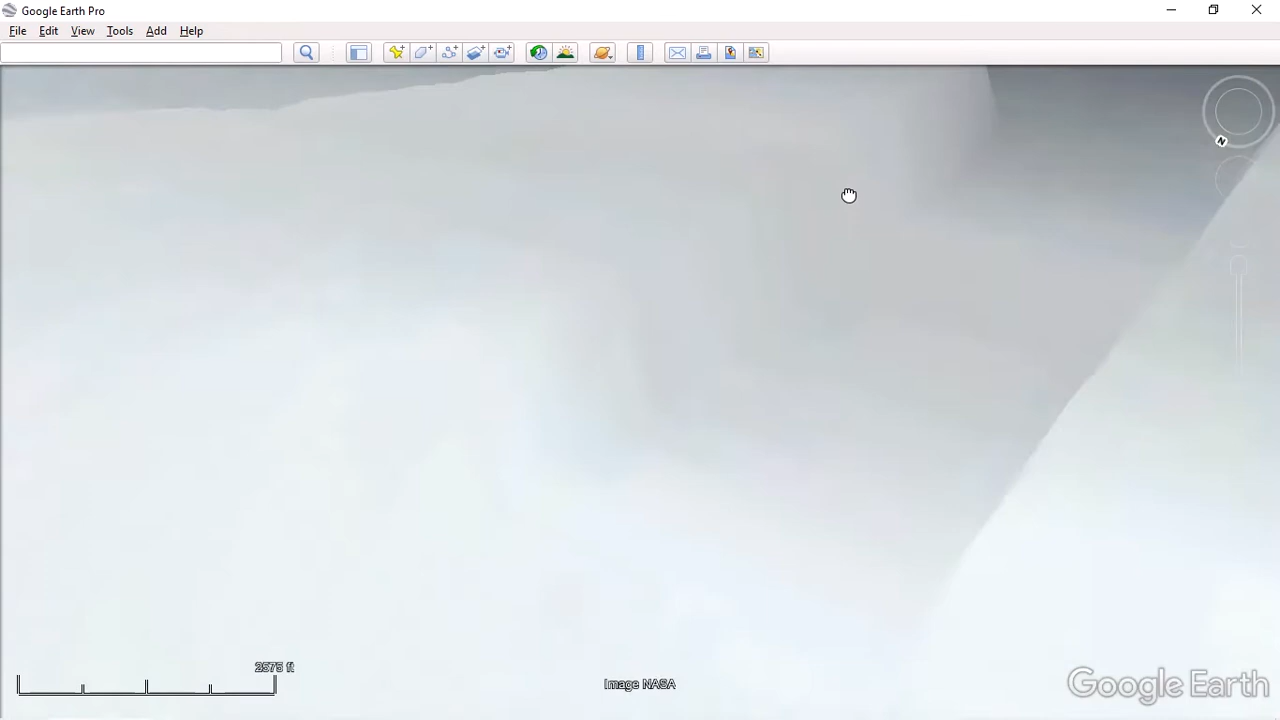 Google Earth Pro
File Edit View Tools Add Help
N
2575 ft
Image NASA
Google Earth